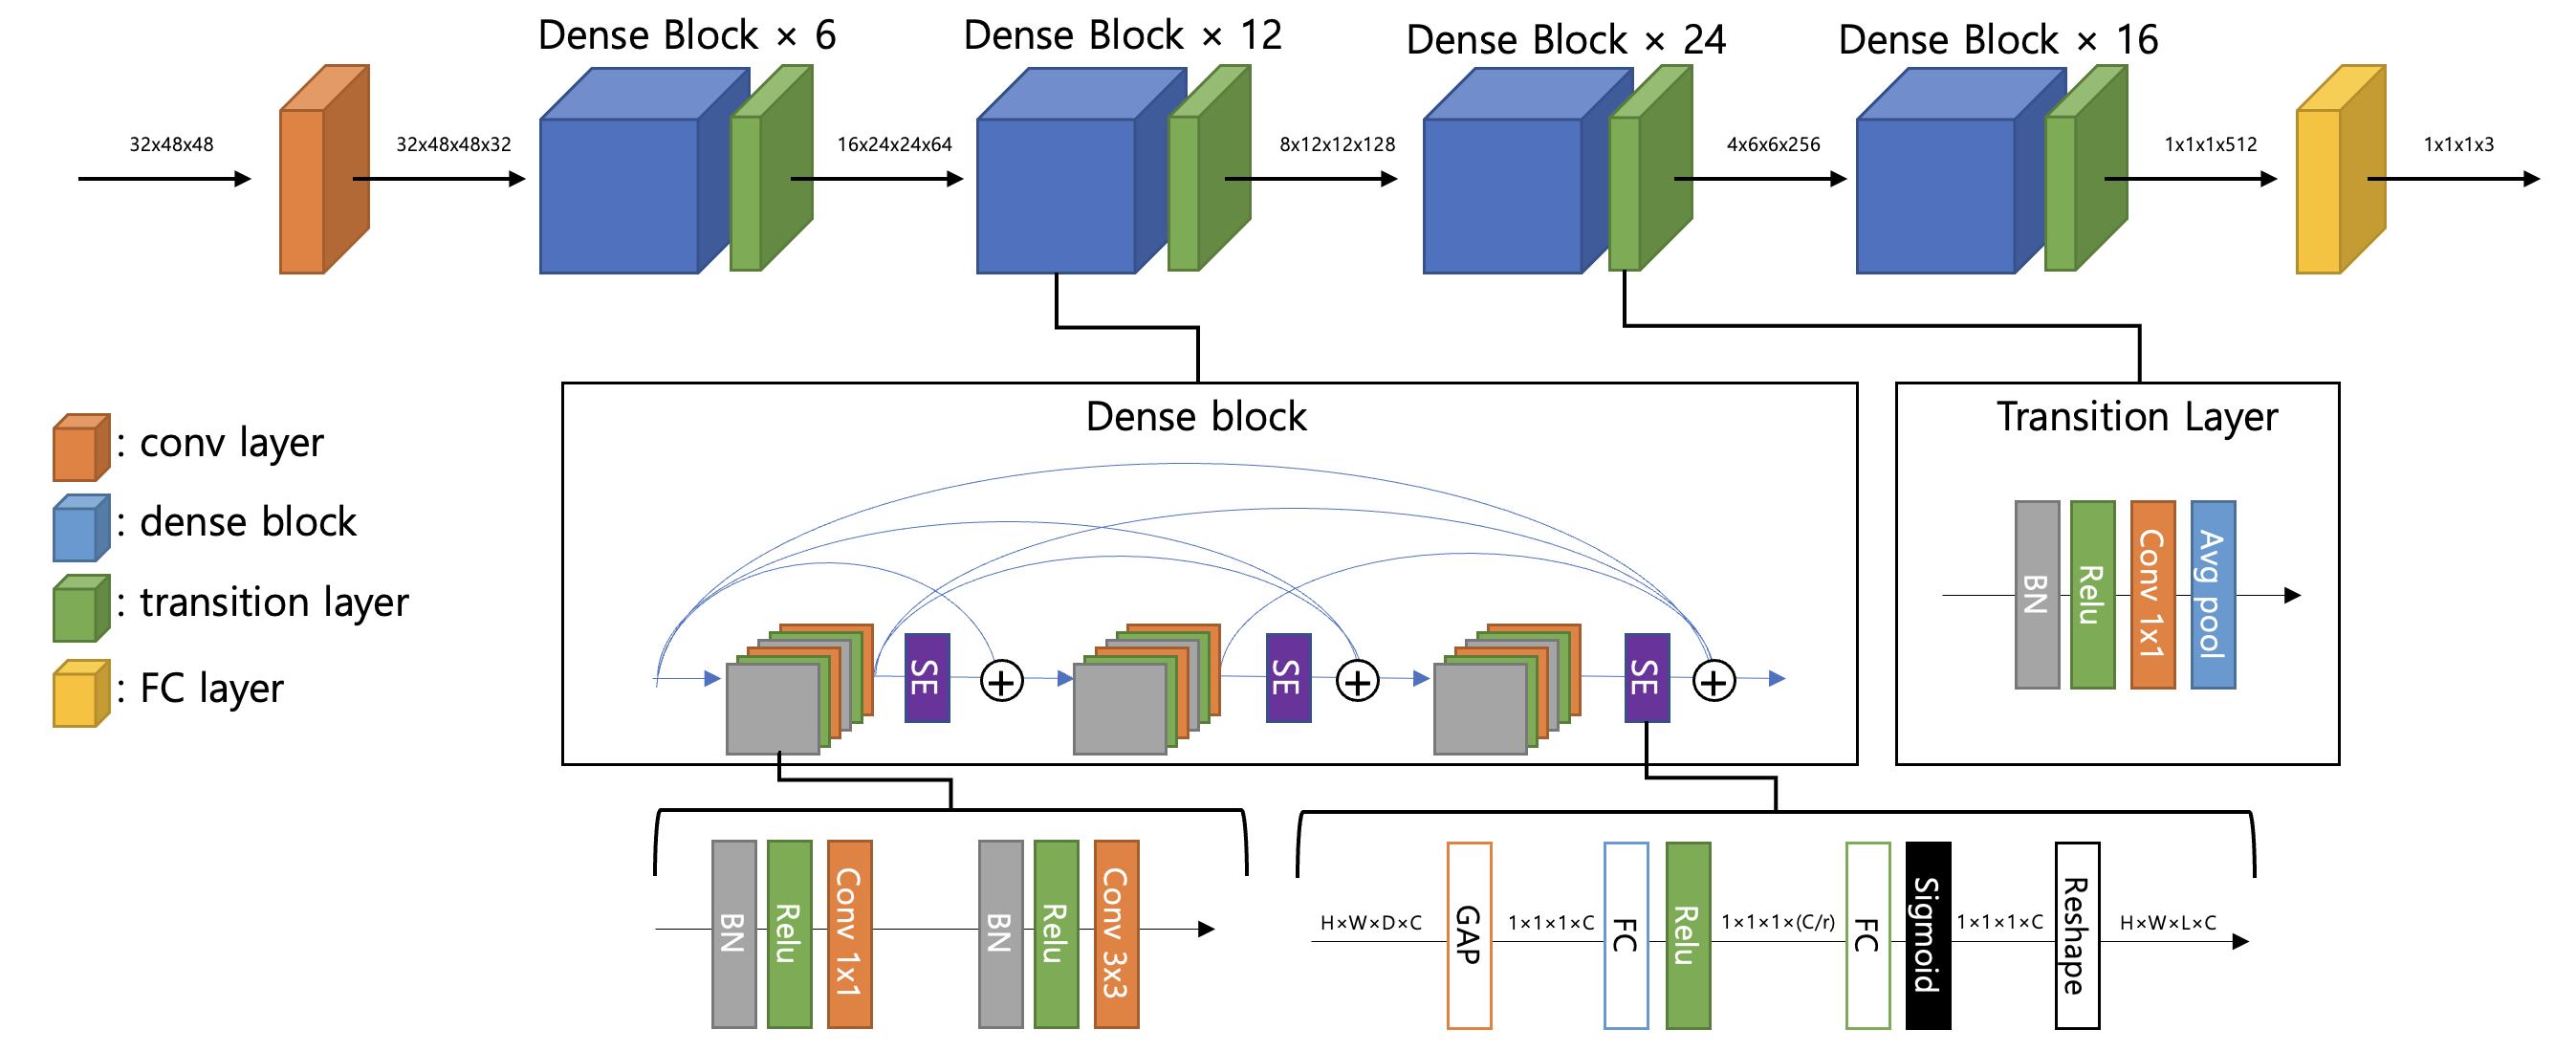 Dense Block × 6
Dense Block × 12
Dense Block × 24
Dense Block × 16
32x48x48
32x48x48x32
16x24x24x64
8x12x12x128
4x6x6x256
1x1x1x512
1x1x1x3
: conv layer
: dense block
: transition layer
: FC layer
Dense block
SE
+
SE
+
SE
+
Transition Layer
BN
Relu
Conv 1x1
Avg pool
BN
Relu
Conv 1x1
BN
Relu
Conv 3x3
H×W×D×C
GAP
1×1×1×C
FC
Relu
1×1×1×(C/r)
FC
Sigmoid
1×1×1×C
Reshape
H×W×L×C